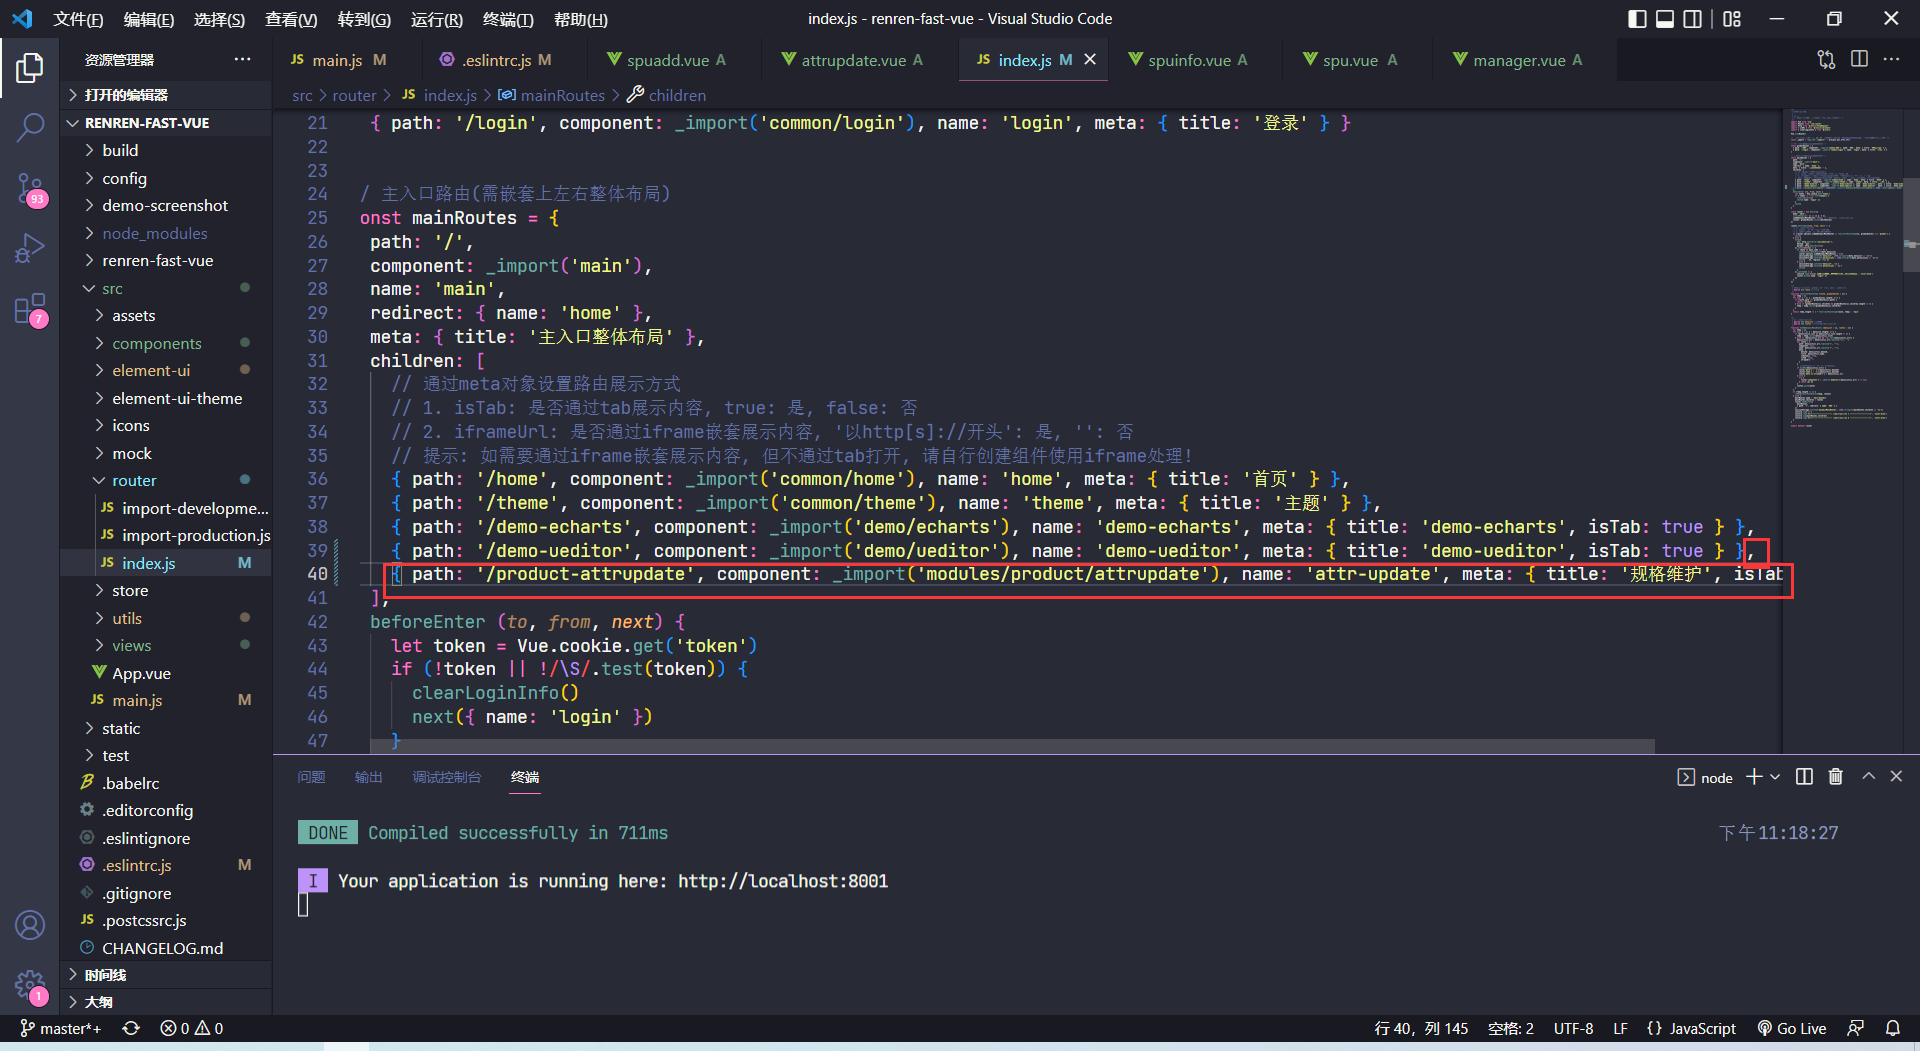 文件(F) 编辑(E) 选择(S) 查看(V) 转到(G) 运行(R) 终端(T) 帮助(H) index.js - renren-fast-vue - Visual Studio Code
资源管理器 ···
JS main.js M .eslintrc.js M spuadd.vue A attrupdate.vue A JS index.js M spuinfo.vue A spu.vue A manager.vue A
src > router > JS index.js > mainRoutes > children
打开的编辑器
RENREN-FAST-VUE
build
config
demo-screenshot
node_modules
renren-fast-vue
src
assets
components
element-ui
element-ui-theme
icons
mock
router
JS import-developme...
JS import-production.js
JS index.js M
store
utils
views
App.vue
JS main.js M
static
test
.babelrc
.editorconfig
.eslintignore
.eslintrc.js M
.gitignore
JS .postcssrc.js
CHANGELOG.md
时间线
大纲
93
7
1
21 { path: '/login', component: _import('common/login'), name: 'login', meta: { title: '登录' } }
22
23
24 / 主入口路由(需嵌套上左右整体布局)
25 onst mainRoutes = {
26 path: '/',
27 component: _import('main'),
28 name: 'main',
29 redirect: { name: 'home' },
30 meta: { title: '主入口整体布局' },
31 children: [
32 // 通过meta对象设置路由展示方式
33 // 1. isTab: 是否通过tab展示内容, true: 是, false: 否
34 // 2. iframeUrl: 是否通过iframe嵌套展示内容, '以http[s]://开头': 是, '': 否
35 // 提示: 如需要通过iframe嵌套展示内容, 但不通过tab打开, 请自行创建组件使用iframe处理!
36 { path: '/home', component: _import('common/home'), name: 'home', meta: { title: '首页' } },
37 { path: '/theme', component: _import('common/theme'), name: 'theme', meta: { title: '主题' } },
38 { path: '/demo-echarts', component: _import('demo/echarts'), name: 'demo-echarts', meta: { title: 'demo-echarts', isTab: true } },
39 { path: '/demo-ueditor', component: _import('demo/ueditor'), name: 'demo-ueditor', meta: { title: 'demo-ueditor', isTab: true } },
40 { path: '/product-attrupdate', component: _import('modules/product/attrupdate'), name: 'attr-update', meta: { title: '规格维护', isTab
41 ],
42 beforeEnter (to, from, next) {
43 let token = Vue.cookie.get('token')
44 if (!token || !/\S/.test(token)) {
45 clearLoginInfo()
46 next({ name: 'login' })
47 }
问题 输出 调试控制台 终端 node
DONE Compiled successfully in 711ms 下午11:18:27
I Your application is running here: http://localhost:8001
master*+ 0 0 行 40, 列 145 空格: 2 UTF-8 LF {} JavaScript Go Live